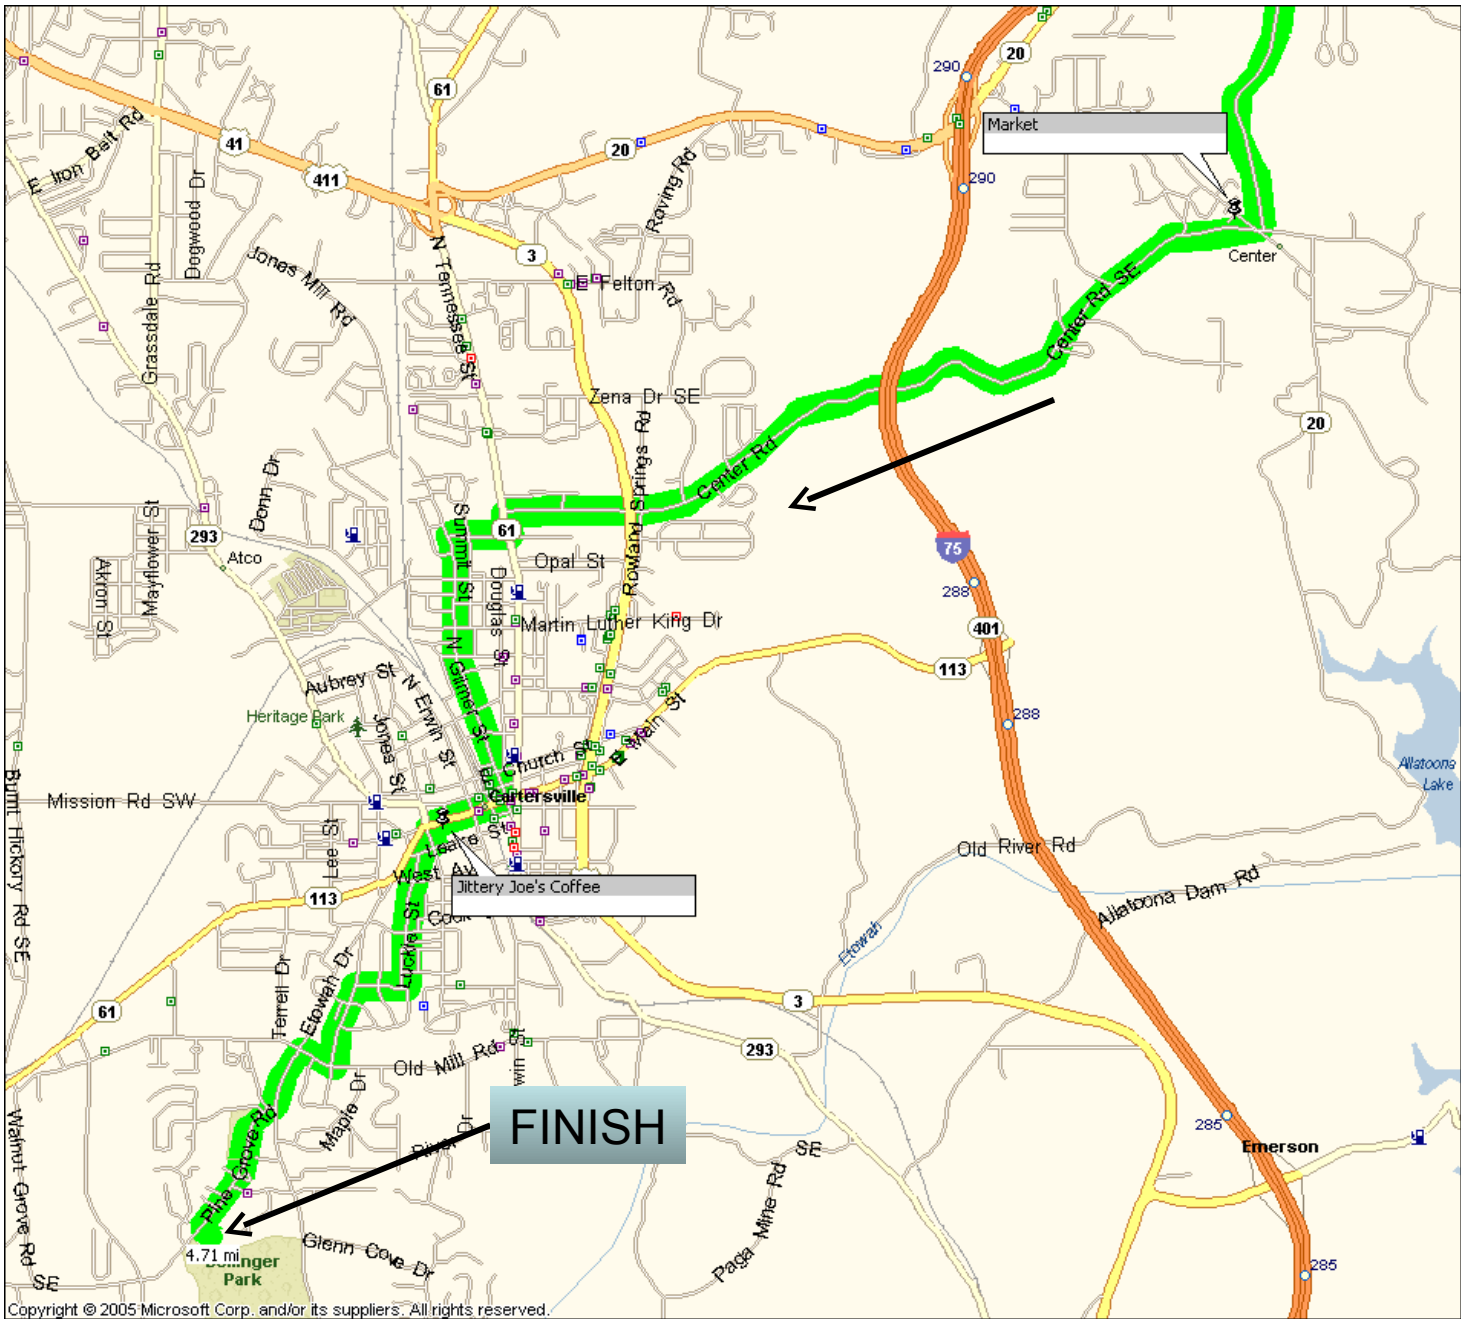 20
290
61
Market
41
20
E Iron Belt Rd
411
290
Roving Rd
Dogwood Dr
N Tennessee St
3
Center
Jones Mill Rd
E Felton Rd
Grassdale Rd
Center Rd SE
Zena Dr SE
20
Rowland Springs Rd
Center Rd
Donn Dr
Mayflower St
Summit St
61
293
75
Atco
Opal St
Akron St
Douglas St
288
Martin Luther King Dr
401
N Gilmer St
113
Aubrey St
N Erwin St
Heritage Park
Jones St
288
E Main St
Church St
Allatoona
Lake
Burnt Hickory Rd SE
Mission Rd SW
Cartersville
Lee St
Leake St
Old River Rd
West Av
Jittery Joe's Coffee
113
Allatoona Dam Rd
Luckie St
Cook
Etowah
Terrell Dr
Etowah Dr
3
61
293
Old Mill Rd
win St
Maple Dr
FINISH
River Dr
285
Emerson
Walnut Grove Rd SE
Pine Grove Rd
SE
Paga Mine Rd
Glenn Cove Dr
4.71 mi
Park
285
Copyright © 2005 Microsoft Corp. and/or its suppliers. All rights reserved.